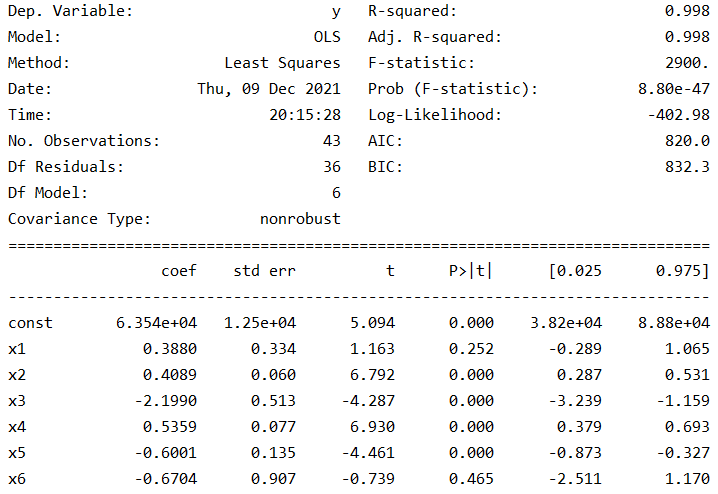 Dep. Variable: y R-squared: 0.998
Model: OLS Adj. R-squared: 0.998
Method: Least Squares F-statistic: 2900.
Date: Thu, 09 Dec 2021 Prob (F-statistic): 8.80e-47
Time: 20:15:28 Log-Likelihood: -402.98
No. Observations: 43 AIC: 820.0
Df Residuals: 36 BIC: 832.3
Df Model: 6
Covariance Type: nonrobust
==============================================================================
coef std err t P>|t| [0.025 0.975]
------------------------------------------------------------------------------
const 6.354e+04 1.25e+04 5.094 0.000 3.82e+04 8.88e+04
x1 0.3880 0.334 1.163 0.252 -0.289 1.065
x2 0.4089 0.060 6.792 0.000 0.287 0.531
x3 -2.1990 0.513 -4.287 0.000 -3.239 -1.159
x4 0.5359 0.077 6.930 0.000 0.379 0.693
x5 -0.6001 0.135 -4.461 0.000 -0.873 -0.327
x6 -0.6704 0.907 -0.739 0.465 -2.511 1.170